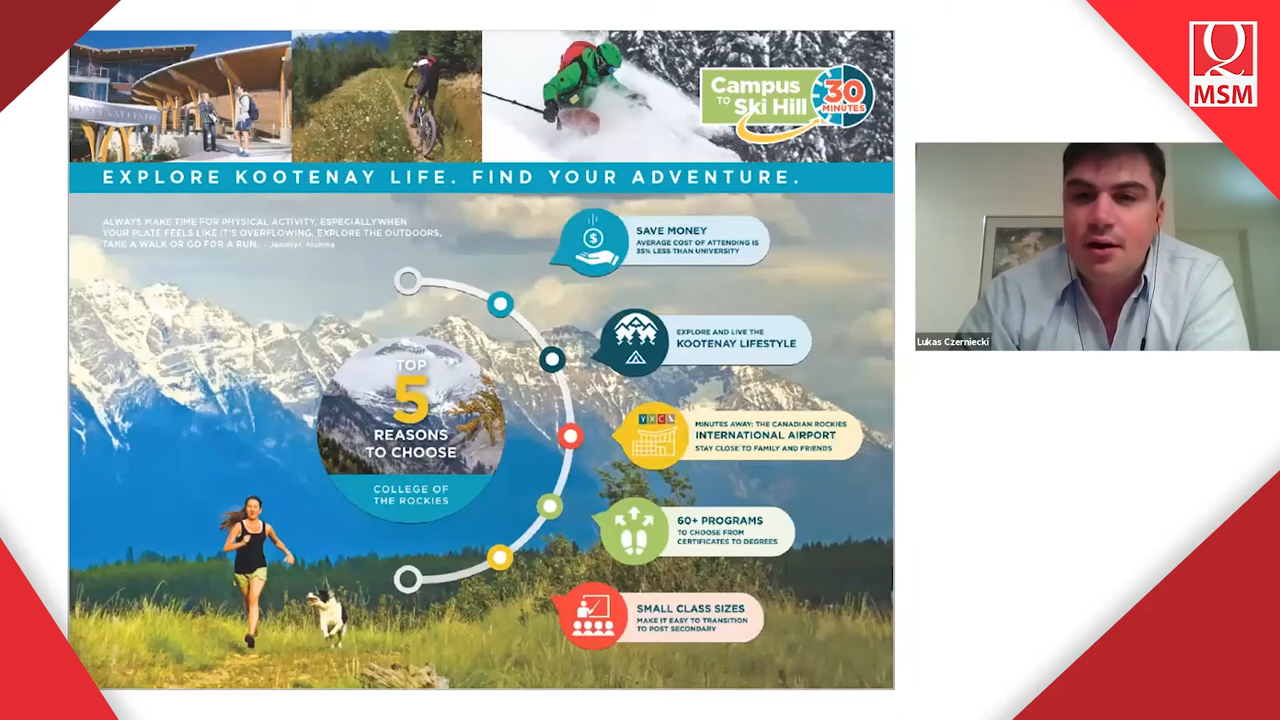 MSM
Campus
TO Ski Hill
30
MINUTES
KOOTENAY CENTRE
EXPLORE KOOTENAY LIFE. FIND YOUR ADVENTURE.
ALWAYS MAKE TIME FOR PHYSICAL ACTIVITY, ESPECIALLYWHEN
YOUR PLATE FEELS LIKE IT'S OVERFLOWING. EXPLORE THE OUTDOORS,
TAKE A WALK OR GO FOR A RUN. - Jennifer, Alumna
SAVE MONEY
AVERAGE COST OF ATTENDING IS
35% LESS THAN UNIVERSITY
EXPLORE AND LIVE THE
KOOTENAY LIFESTYLE
Lukas Czerniecki
TOP
5
REASONS
TO CHOOSE
COLLEGE OF
THE ROCKIES
YXC
MINUTES AWAY: THE CANADIAN ROCKIES
INTERNATIONAL AIRPORT
STAY CLOSE TO FAMILY AND FRIENDS
60+ PROGRAMS
TO CHOOSE FROM
CERTIFICATES TO DEGREES
SMALL CLASS SIZES
MAKE IT EASY TO TRANSITION
TO POST SECONDARY